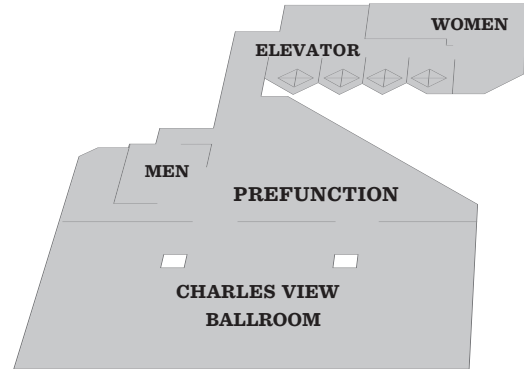 WOMEN
ELEVATOR
MEN
PREFUNCTION
CHARLES VIEW
BALLROOM